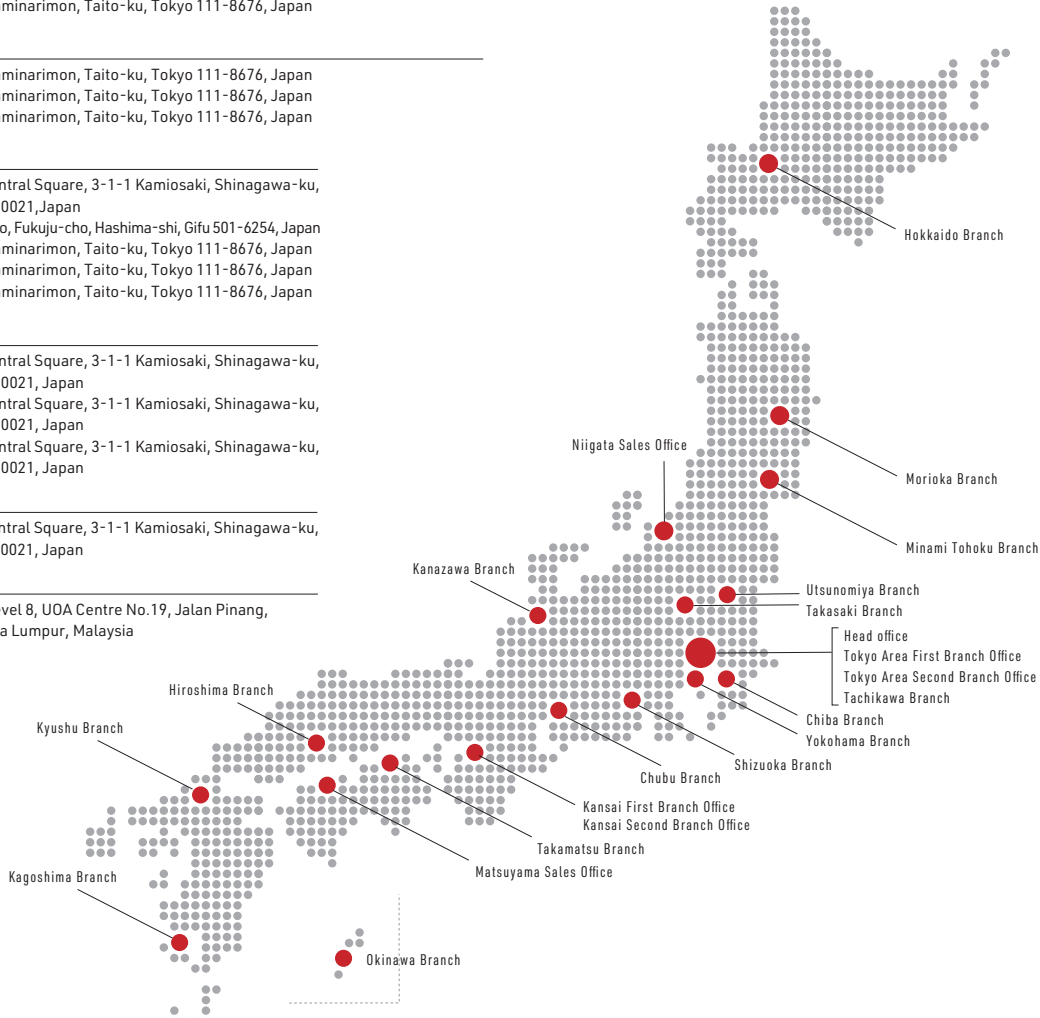 aminarimon, Taito-ku, Tokyo 111-8676, Japan
aminarimon, Taito-ku, Tokyo 111-8676, Japan
aminarimon, Taito-ku, Tokyo 111-8676, Japan
aminarimon, Taito-ku, Tokyo 111-8676, Japan
ntral Square, 3-1-1 Kamiosaki, Shinagawa-ku,
0021,Japan
o, Fukuju-cho, Hashima-shi, Gifu 501-6254, Japan
aminarimon, Taito-ku, Tokyo 111-8676, Japan
aminarimon, Taito-ku, Tokyo 111-8676, Japan
aminarimon, Taito-ku, Tokyo 111-8676, Japan
ntral Square, 3-1-1 Kamiosaki, Shinagawa-ku,
0021, Japan
ntral Square, 3-1-1 Kamiosaki, Shinagawa-ku,
0021, Japan
ntral Square, 3-1-1 Kamiosaki, Shinagawa-ku,
0021, Japan
ntral Square, 3-1-1 Kamiosaki, Shinagawa-ku,
0021, Japan
vel 8, UOA Centre No.19, Jalan Pinang,
a Lumpur, Malaysia
Hokkaido Branch
Niigata Sales Office
Morioka Branch
Minami Tohoku Branch
Kanazawa Branch
Utsunomiya Branch
Takasaki Branch
Head office
Tokyo Area First Branch Office
Tokyo Area Second Branch Office
Tachikawa Branch
Chiba Branch
Yokohama Branch
Shizuoka Branch
Chubu Branch
Hiroshima Branch
Kyushu Branch
Kansai First Branch Office
Kansai Second Branch Office
Takamatsu Branch
Matsuyama Sales Office
Kagoshima Branch
Okinawa Branch